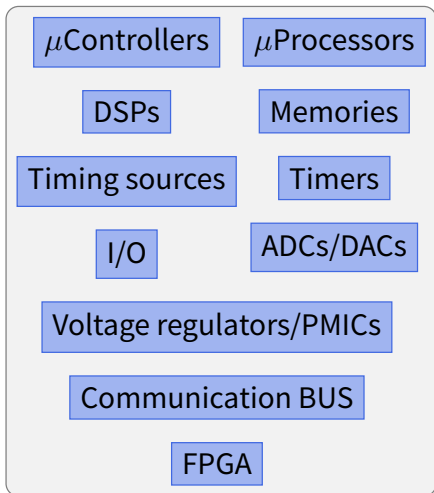 μControllers
μProcessors
DSPs
Memories
Timing sources
Timers
I/O
ADCs/DACs
Voltage regulators/PMICs
Communication BUS
FPGA